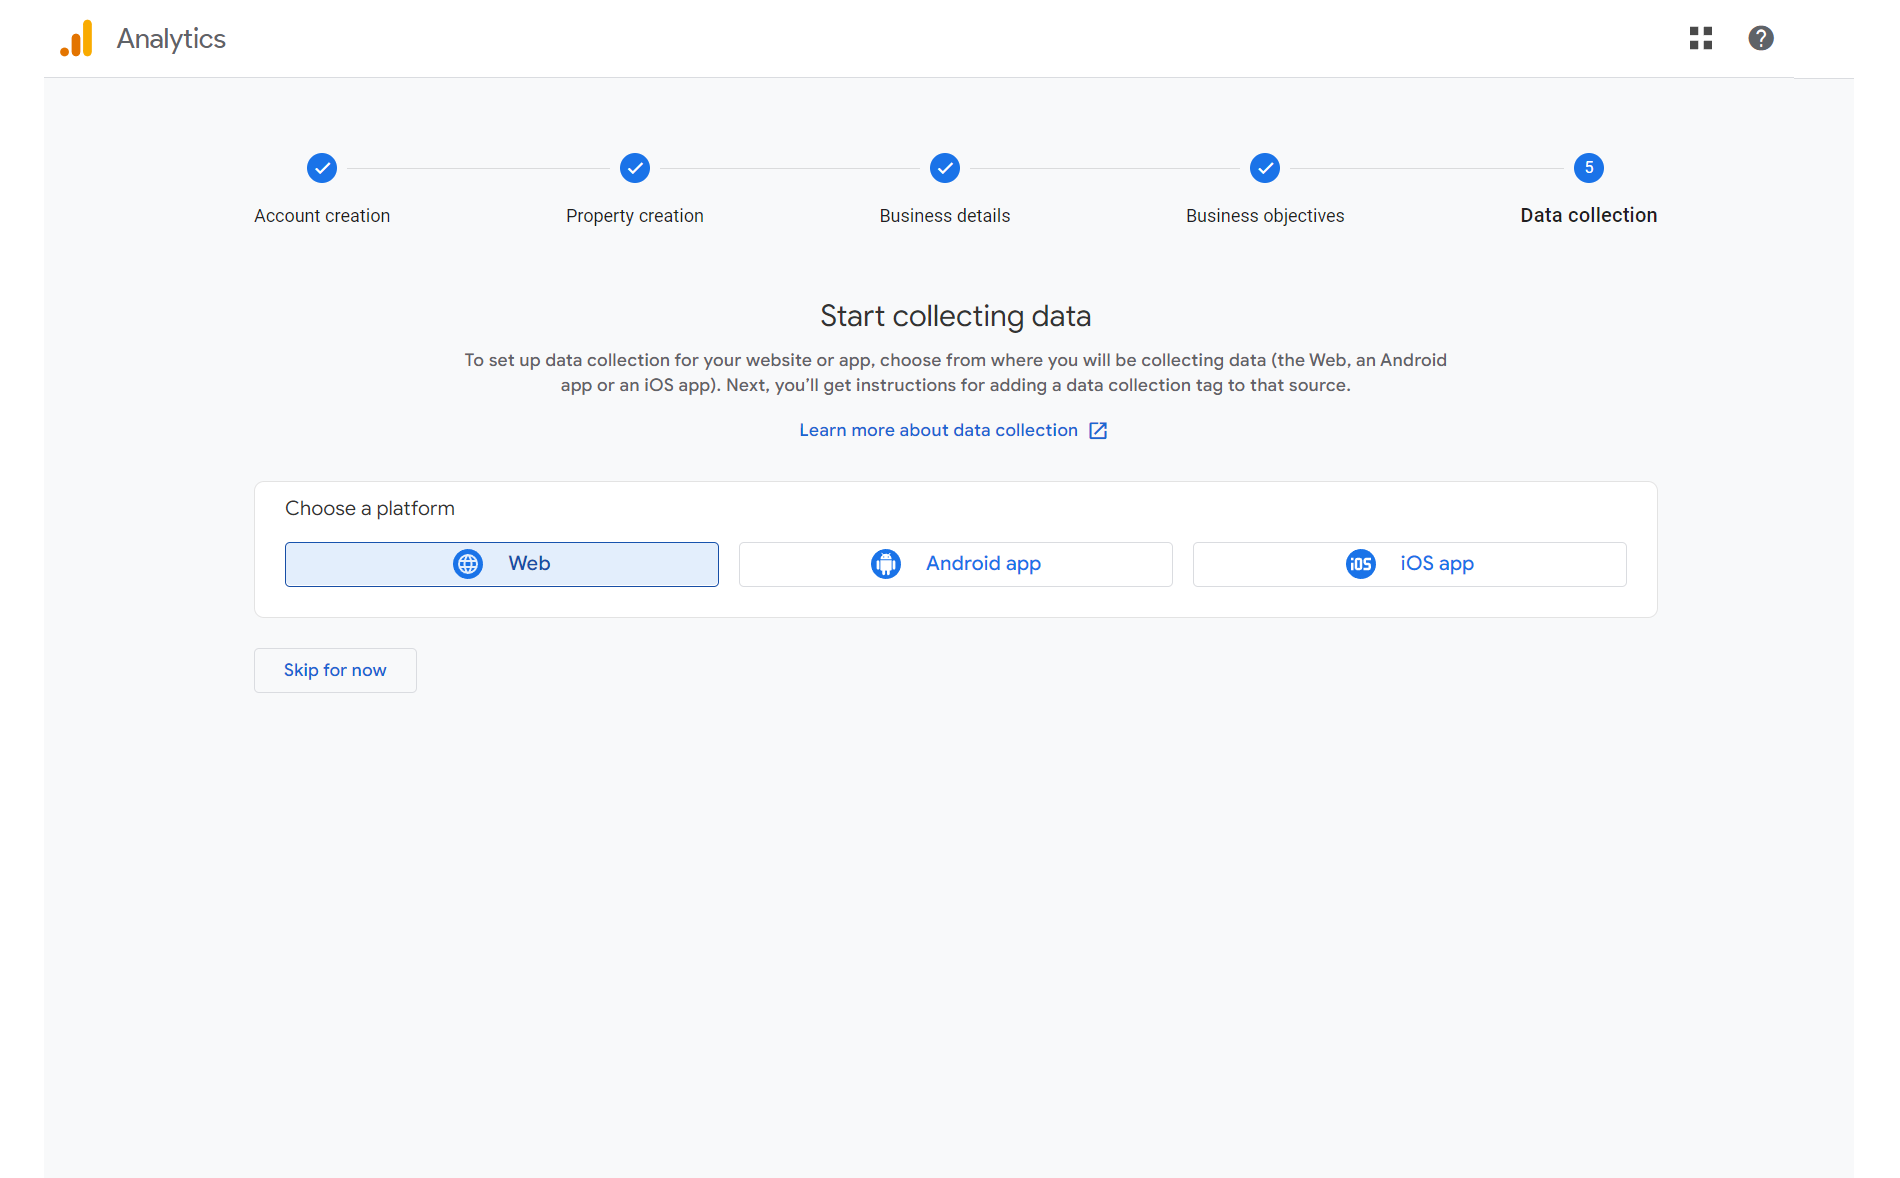 Analytics
5
Account creation
Property creation
Business details
Business objectives
Data collection
Start collecting data
To set up data collection for your website or app, choose from where you will be collecting data (the Web, an Android
app or an iOS app). Next, you’ll get instructions for adding a data collection tag to that source.
Learn more about data collection
Choose a platform
Web
Android app
iOS iOS app
Skip for now